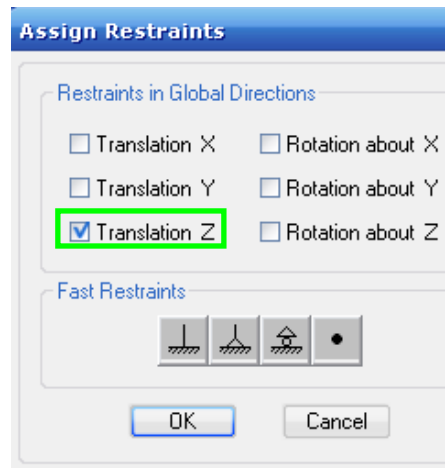 Assign Restraints
Restraints in Global Directions
Translation X Rotation about X
Translation Y Rotation about Y
Translation Z Rotation about Z
Fast Restraints
OK Cancel